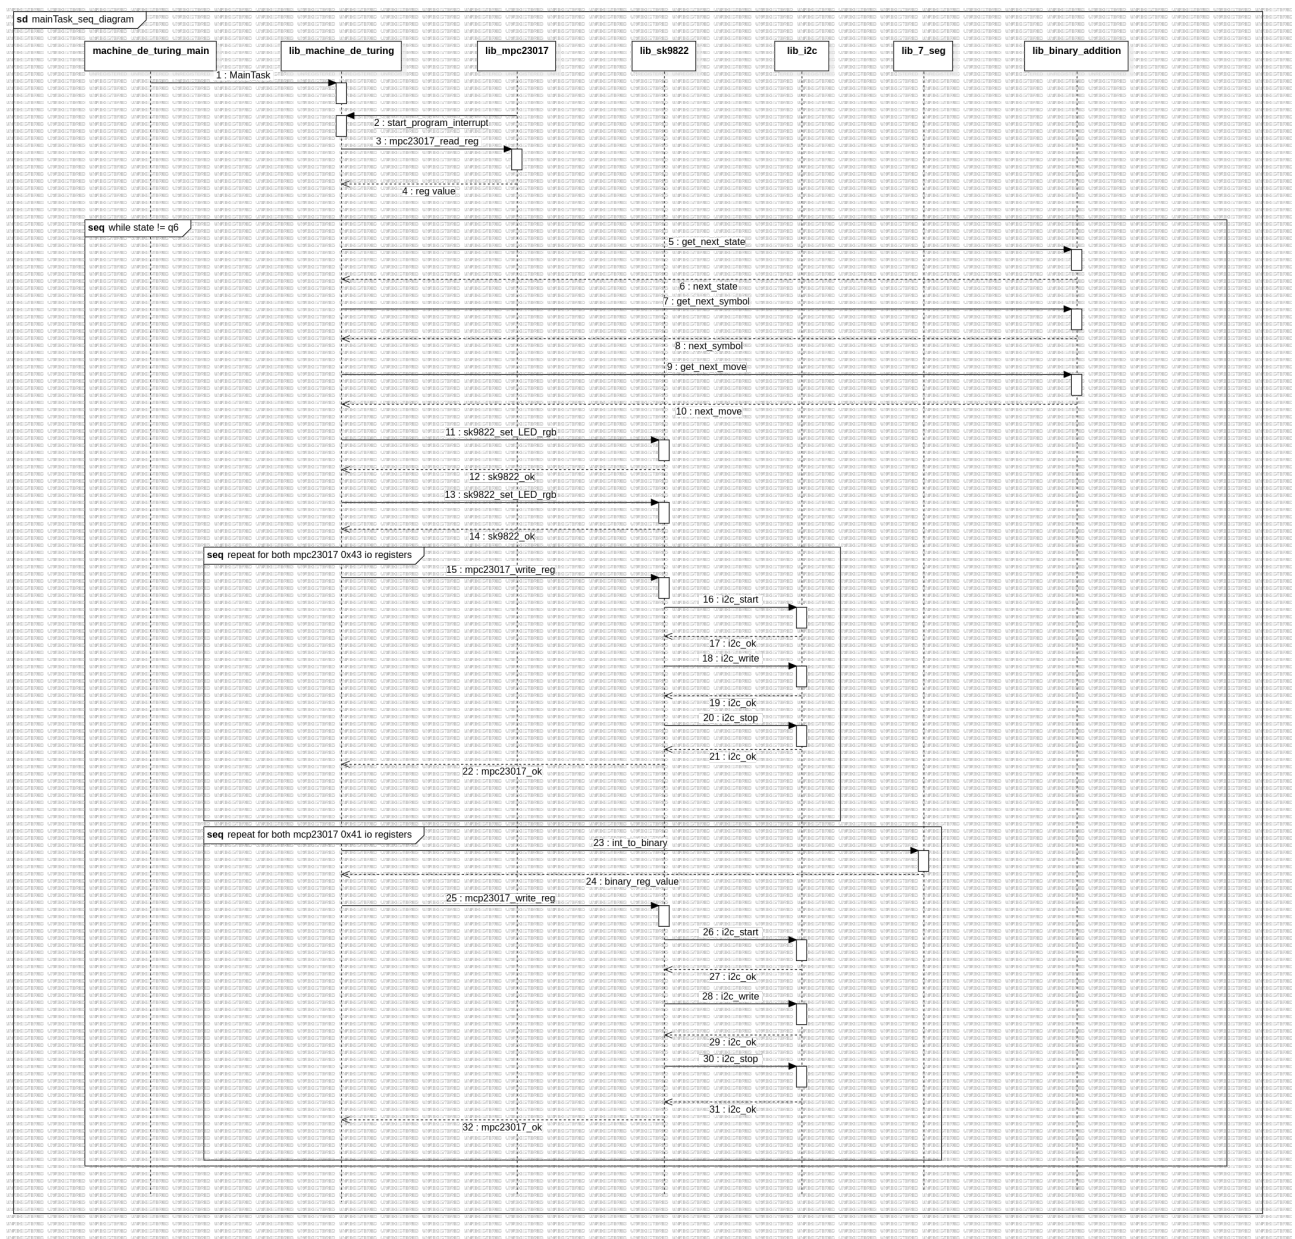 sd mainTask_seq_diagram
machine_de_turing_main
lib_machine_de_turing
lib_mpc23017
lib_sk9822
lib_i2c
lib_7_seg
lib_binary_addition
1 : MainTask
2 : start_program_interrupt
3 : mpc23017_read_reg
4 : reg value
seq while state != q6
5 : get_next_state
6 : next_state
7 : get_next_symbol
8 : next_symbol
9 : get_next_move
10 : next_move
11 : sk9822_set_LED_rgb
12 : sk9822_ok
13 : sk9822_set_LED_rgb
14 : sk9822_ok
seq repeat for both mpc23017 0x43 io registers
15 : mpc23017_write_reg
16 : i2c_start
17 : i2c_ok
18 : i2c_write
19 : i2c_ok
20 : i2c_stop
21 : i2c_ok
22 : mpc23017_ok
seq repeat for both mcp23017 0x41 io registers
23 : int_to_binary
24 : binary_reg_value
25 : mcp23017_write_reg
26 : i2c_start
27 : i2c_ok
28 : i2c_write
29 : i2c_ok
30 : i2c_stop
31 : i2c_ok
32 : mpc23017_ok